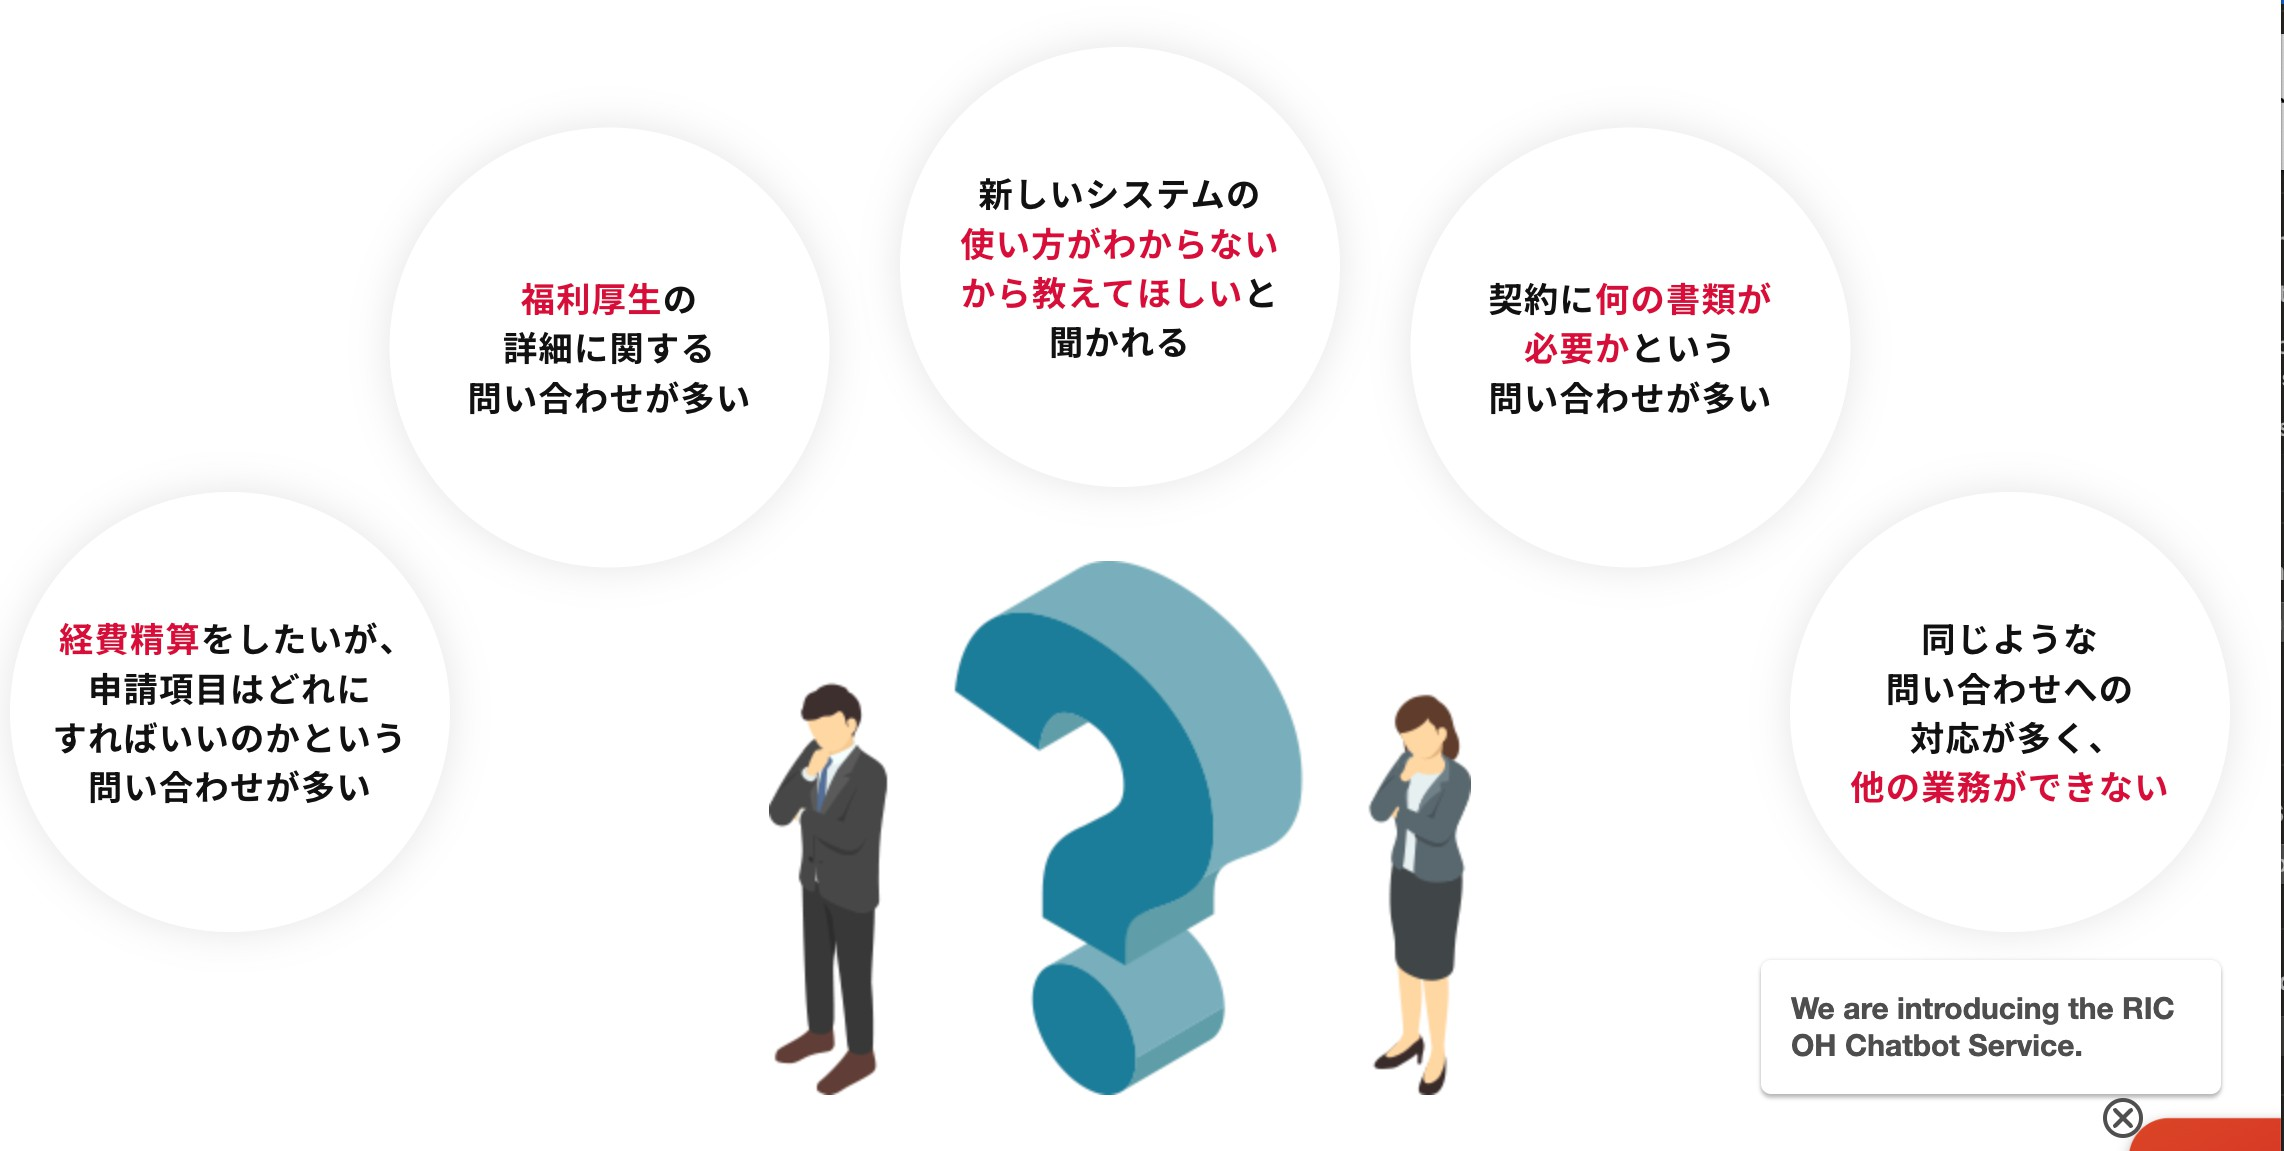 新しいシステムの
使い方がわからない
から教えてほしいと
聞かれる
福利厚生の
詳細に関する
問い合わせが多い
契約に何の書類が
必要かという
問い合わせが多い
経費精算をしたいが、
申請項目はどれに
すればいいのかという
問い合わせが多い
同じような
問い合わせへの
対応が多く、
他の業務ができない
We are introducing the RIC
OH Chatbot Service.